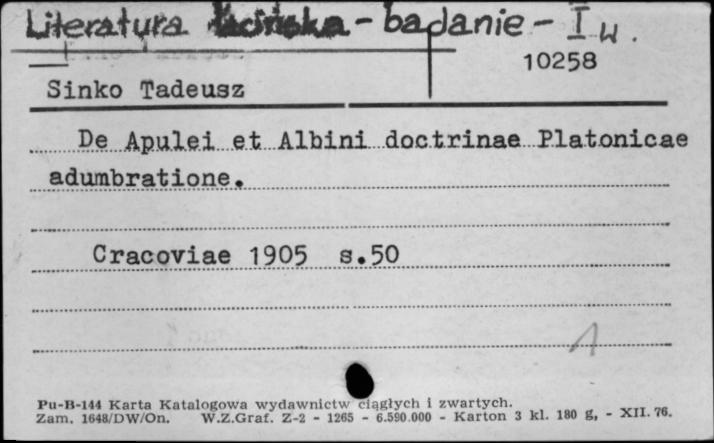 Literatura łacińska - badanie - I w.
10258
Sinko Tadeusz
De Apulei et Albini doctrinae Platonicae
adumbratione.
Cracoviae 1905 s.50
1
Pu-B-144 Karta Katalogowa wydawnictw ciągłych i zwartych.
Zam. 1648/DW/On. W.Z.Graf. Z-2 - 1265 - 6.590.000 - Karton 3 kl. 180 g, - XII. 76.